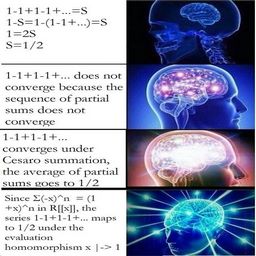 1-1+1-1+...=S
1-S=1-(1-1+...)=S
1=2S
S=1/2
1-1+1-1+... does not
converge because the
sequence of partial
sums does not
converge
1-1+1-1+...
converges under
Cesaro summation,
the average of partial
sums goes to 1/2
Since Σ(-x)^n = (1
+x)^n in R[[x]], the
series 1-1+1-1+... maps
to 1/2 under the
evaluation
homomorphism x |-> 1